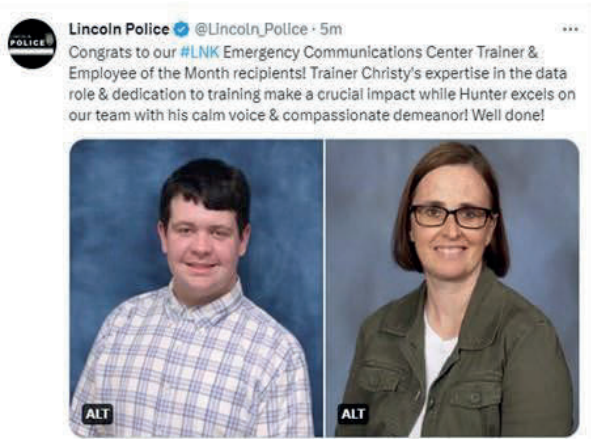 Lincoln Police @Lincoln_Police · 5m
POLICE
Congrats to our #LNK Emergency Communications Center Trainer &
Employee of the Month recipients! Trainer Christy's expertise in the data
role & dedication to training make a crucial impact while Hunter excels on
our team with his calm voice & compassionate demeanor! Well done!
ALT
ALT